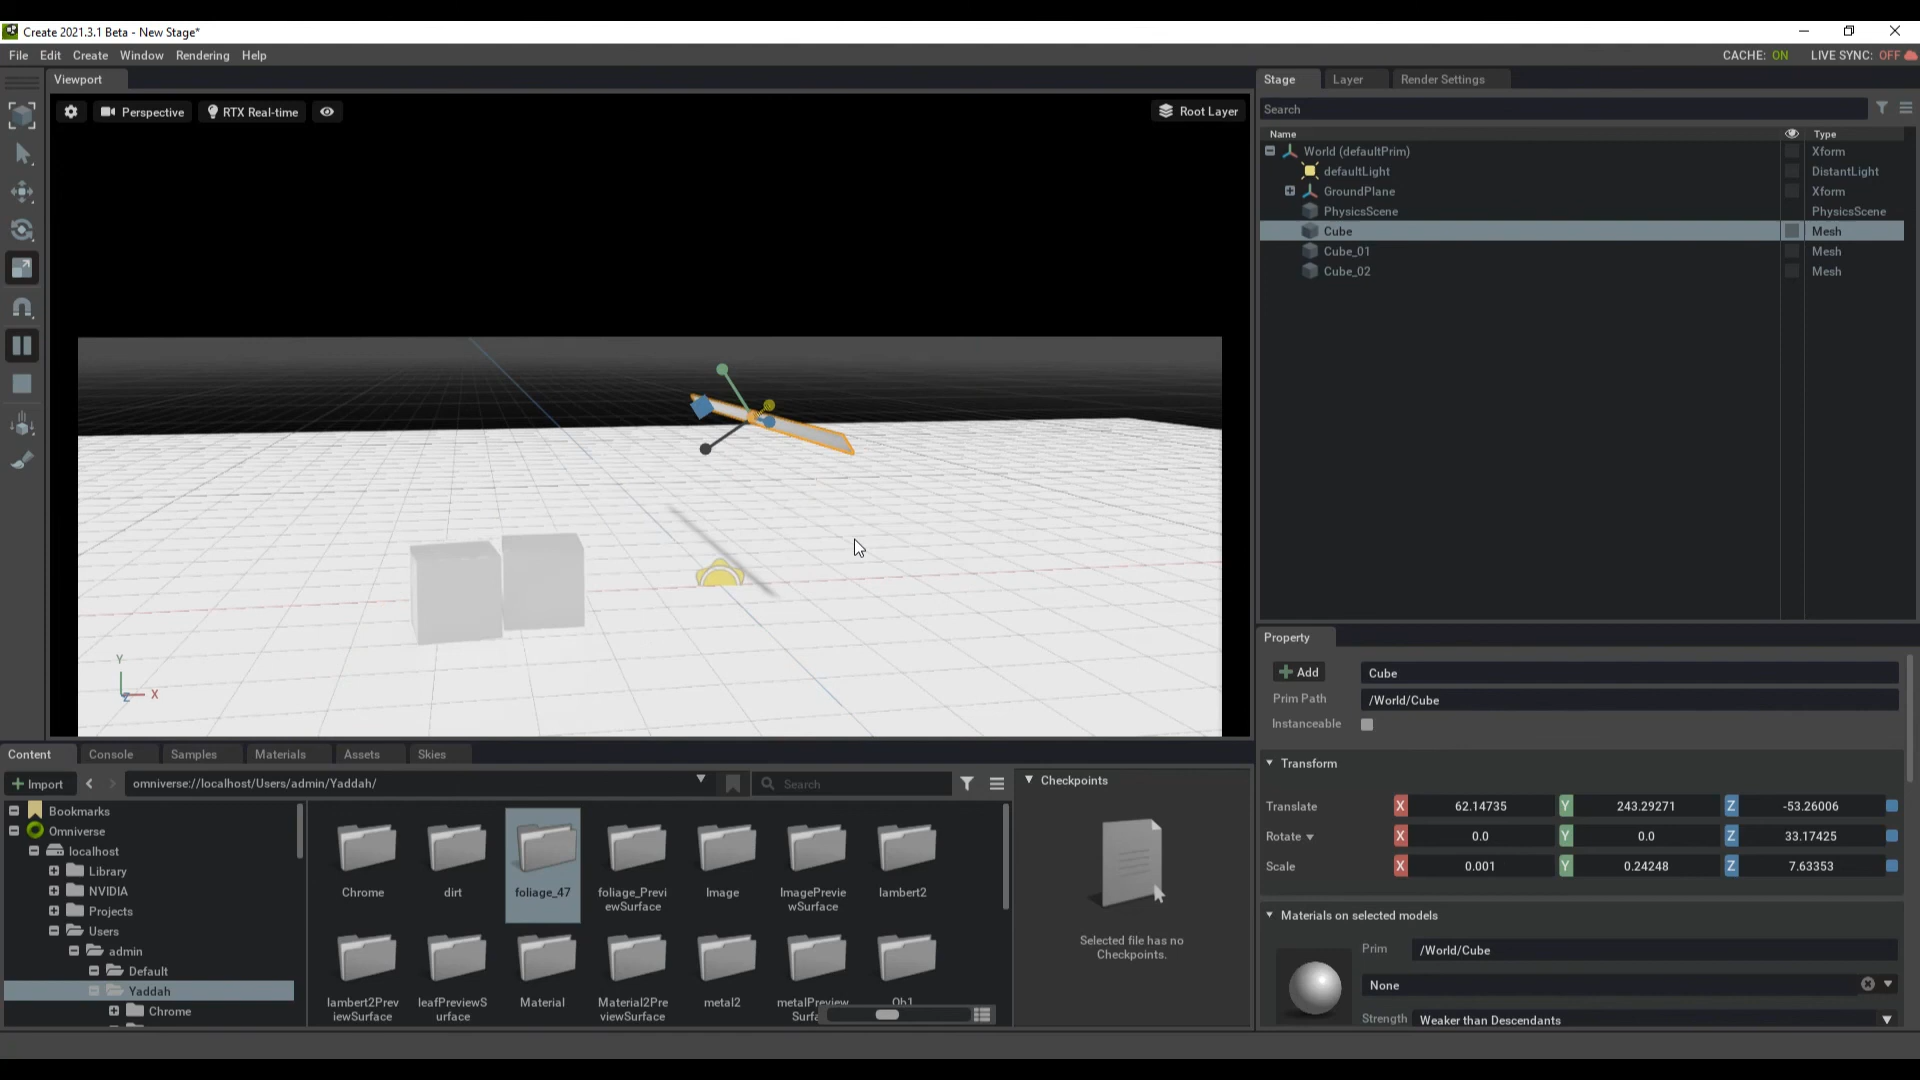 Create 2021.3.1 Beta - New Stage*
File Edit Create Window Rendering Help
CACHE: ON LIVE SYNC: OFF
Viewport
Stage Layer Render Settings
Perspective RTX Real-time Root Layer
Search
Name Type
World (defaultPrim) Xform
defaultLight DistantLight
GroundPlane Xform
PhysicsScene PhysicsScene
Cube Mesh
Cube_01 Mesh
Cube_02 Mesh
Y
X
Z
Property
Add Cube
Prim Path /World/Cube
Instanceable
Transform
Translate X 62.14735 Y 243.29271 Z -53.26006
Rotate X 0.0 Y 0.0 Z 33.17425
Scale X 0.001 Y 0.24248 Z 7.63353
Materials on selected models
Prim /World/Cube
None
Strength Weaker than Descendants
Content Console Samples Materials Assets Skies
Import omniverse://localhost/Users/admin/Yaddah/ Search
Checkpoints
Bookmarks
Omniverse
localhost
Library
NVIDIA
Projects
Users
admin
Default
Yaddah
Chrome
Chrome dirt foliage_47 foliage_Previ ImagePrevie lambert2
ewSurface Image wSurface
lambert2Prev leafPreviewS Material Material2Pre metal2 metalPreview
iewSurface urface viewSurface Surfa
Selected file has no
Checkpoints.